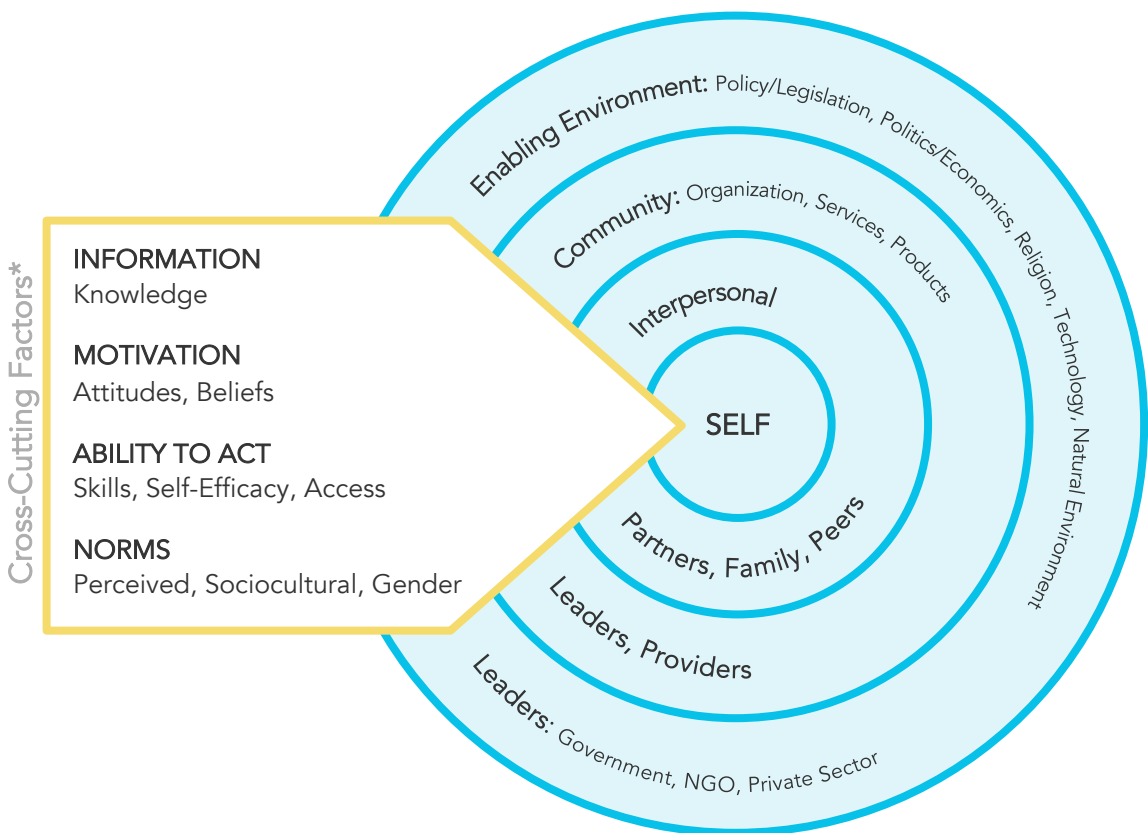 Cross-Cutting Factors*
INFORMATION
Knowledge
MOTIVATION
Attitudes, Beliefs
ABILITY TO ACT
Skills, Self-Efficacy, Access
NORMS
Perceived, Sociocultural, Gender
Enabling Environment: Policy/Legislation, Politics/Economics, Religion, Technology, Natural Environment
Community: Organization, Services, Products
Interpersonal
SELF
Partners, Family, Peers
Leaders, Providers
Leaders: Government, NGO, Private Sector